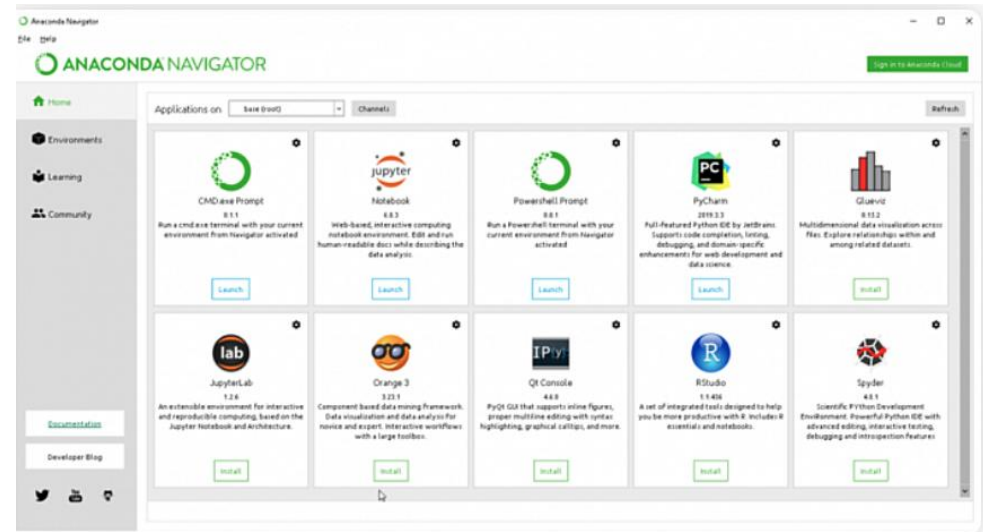 Anaconda Navigator
File Help
ANACONDA NAVIGATOR
Sign in to Anaconda Cloud
Home
Environments
Learning
Community
Documentation
Developer Blog
You Tube
Applications on
base (root)
Channels
Refresh
CMD.exe Prompt
0.1.1
Run a cmd.exe terminal with your current
environment from Navigator activated
Launch
jupyter
Notebook
6.0.3
Web-based, interactive computing
notebook environment. Edit and run
human-readable docs while describing the
data analysis.
Launch
Powershell Prompt
0.0.1
Run a Powershell terminal with your
current environment from Navigator
activated
Launch
PC
PyCharm
2019.3.3
Full-featured Python IDE by JetBrains.
Supports code completion, linting,
debugging, and domain-specific
enhancements for web development and
data science.
Launch
Glueviz
0.15.2
Multidimensional data visualization across
files. Explore relationships within and
among related datasets.
Install
lab
JupyterLab
1.2.6
An extensible environment for interactive
and reproducible computing, based on the
Jupyter Notebook and Architecture.
Install
Orange 3
3.23.1
Component based data mining framework.
Data visualization and data analysis for
novice and expert. Interactive workflows
with a large toolbox.
Install
IP[y]:
Qt Console
4.6.0
PyQt GUI that supports inline figures,
proper multiline editing with syntax
highlighting, graphical calltips, and more.
Install
R
RStudio
1.1.456
A set of integrated tools designed to help
you be more productive with R. Includes R
essentials and notebooks.
Install
Spyder
4.0.1
Scientific PYthon Development
EnviRonment. Powerful Python IDE with
advanced editing, interactive testing,
debugging and introspection features
Install